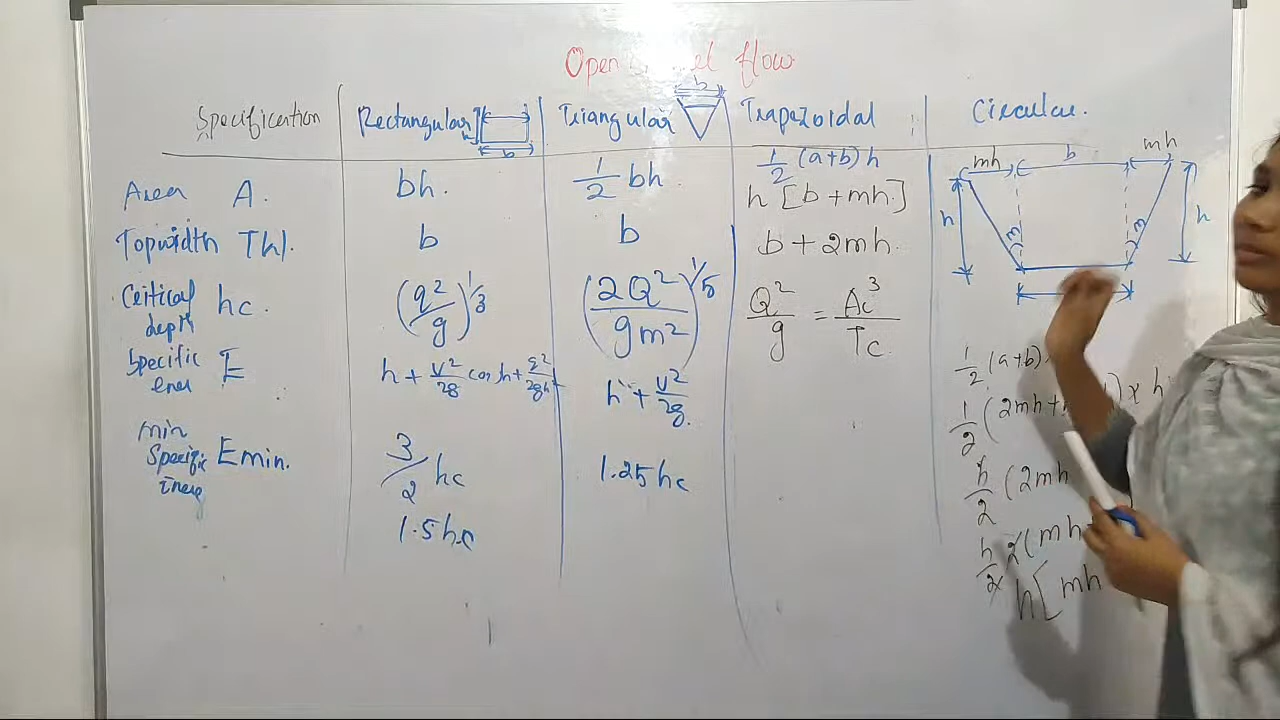 Open flow
Specification Rectangular Triangular Trapezoidal Circular.
h b
b
Area A. bh. 1/2 bh 1/2 (a+b) h
h [b + mh.]
Topwidth T b b b + 2mh.
Critical depth hc. (q²/g)^1/3 (2Q²/gm²)^1/5 Q²/g = Ac³/Tc
Specific E h + v²/2g h + v²/2g.
min Specific Energy Emin. 3/2 hc 1.25 hc
1.5 hc
mh b mh
h m m h
1/2 (a+b)
1/2 (2mh + × h
h/2 (2mh
h/2 2(mh
h[mh